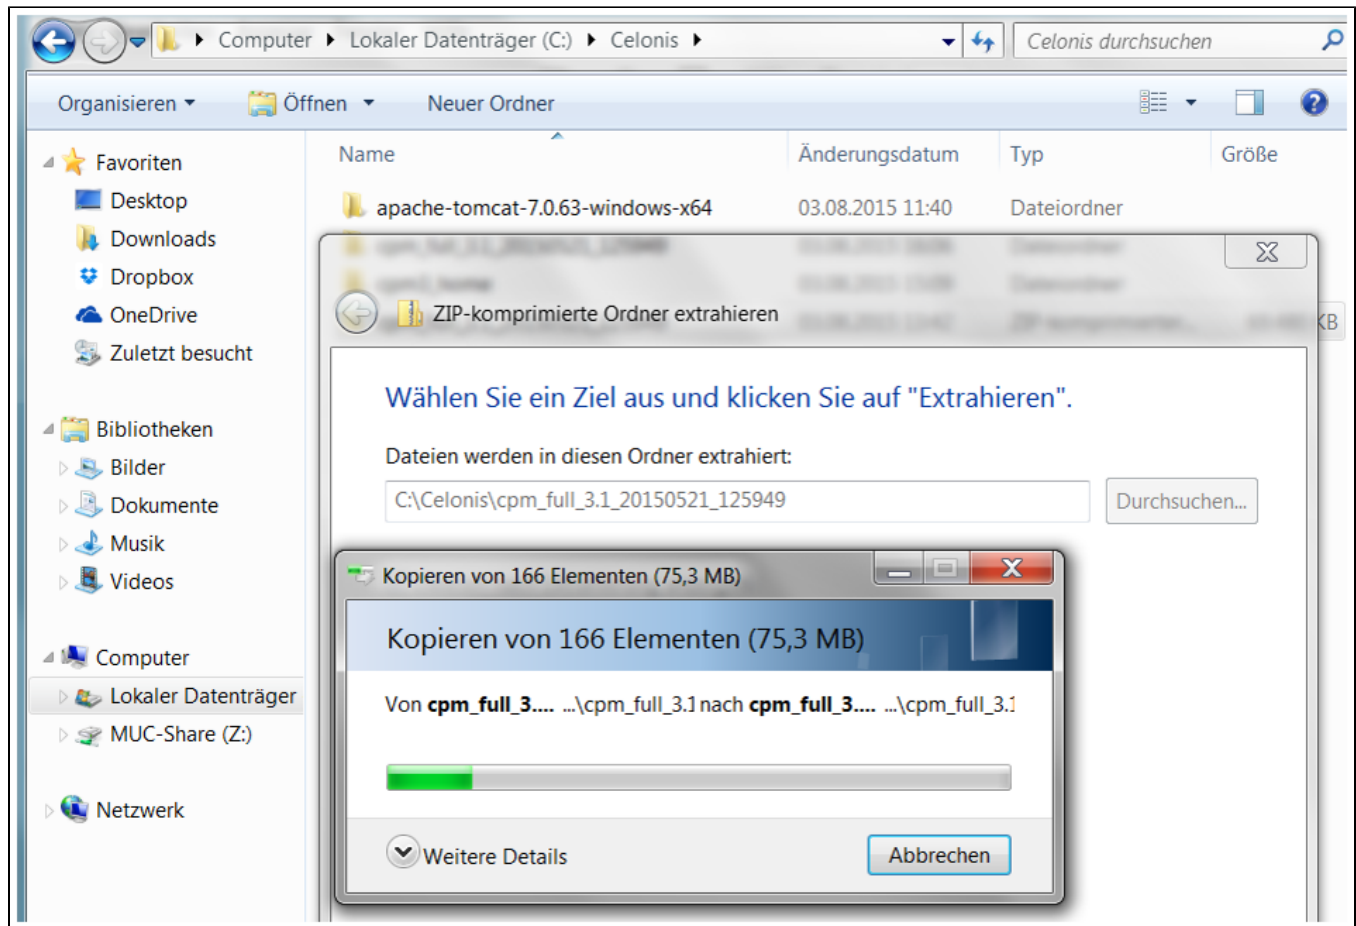 Computer Lokaler Datenträger (C:) Celonis Celonis durchsuchen
Organisieren Öffnen Neuer Ordner
Name Änderungsdatum Typ Größe
Favoriten
Desktop
Downloads
Dropbox
OneDrive
Zuletzt besucht
Bibliotheken
Bilder
Dokumente
Musik
Videos
Computer
Lokaler Datenträger
MUC-Share (Z:)
Netzwerk
apache-tomcat-7.0.63-windows-x64 03.08.2015 11:40 Dateiordner
KB
ZIP-komprimierte Ordner extrahieren
Wählen Sie ein Ziel aus und klicken Sie auf "Extrahieren".
Dateien werden in diesen Ordner extrahiert:
C:\Celonis\cpm_full_3.1_20150521_125949 Durchsuchen...
Kopieren von 166 Elementen (75,3 MB)
Kopieren von 166 Elementen (75,3 MB)
Von cpm_full_3.... ...\cpm_full_3.1 nach cpm_full_3.... ...\cpm_full_3.1
Weitere Details Abbrechen